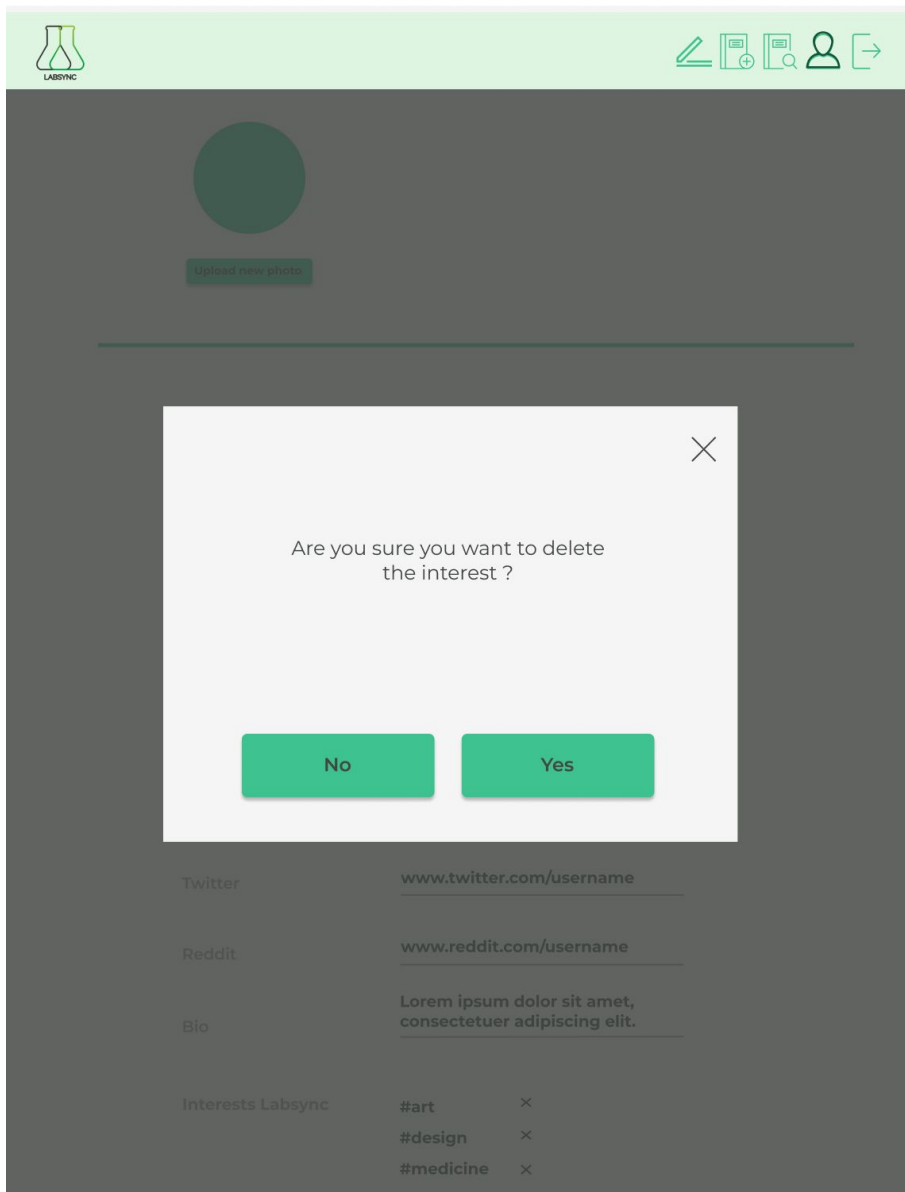 LABSYNC
Upload new photo
Are you sure you want to delete
the interest ?
No
Yes
Twitter
www.twitter.com/username
Reddit
www.reddit.com/username
Bio
Lorem ipsum dolor sit amet,
consectetuer adipiscing elit.
Interests Labsync
#art
#design
#medicine